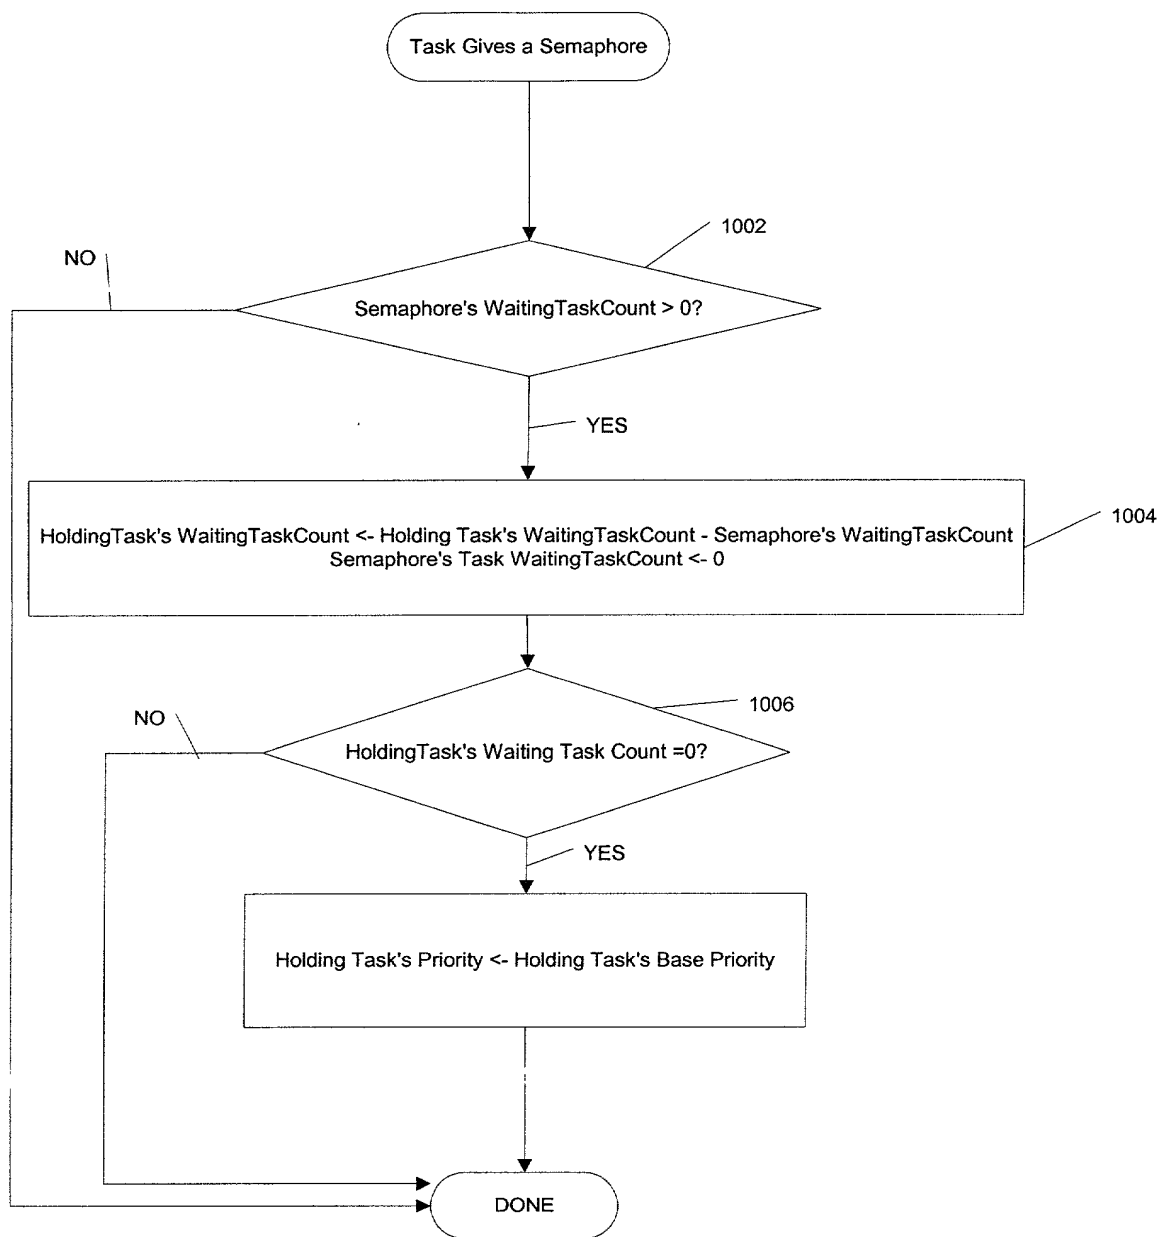 Task Gives a Semaphore
1002
NO
Semaphore's WaitingTaskCount > 0?
YES
1004
HoldingTask's WaitingTaskCount <- Holding Task's WaitingTaskCount - Semaphore's WaitingTaskCount
Semaphore's Task WaitingTaskCount <- 0
1006
NO
HoldingTask's Waiting Task Count =0?
YES
Holding Task's Priority <- Holding Task's Base Priority
DONE